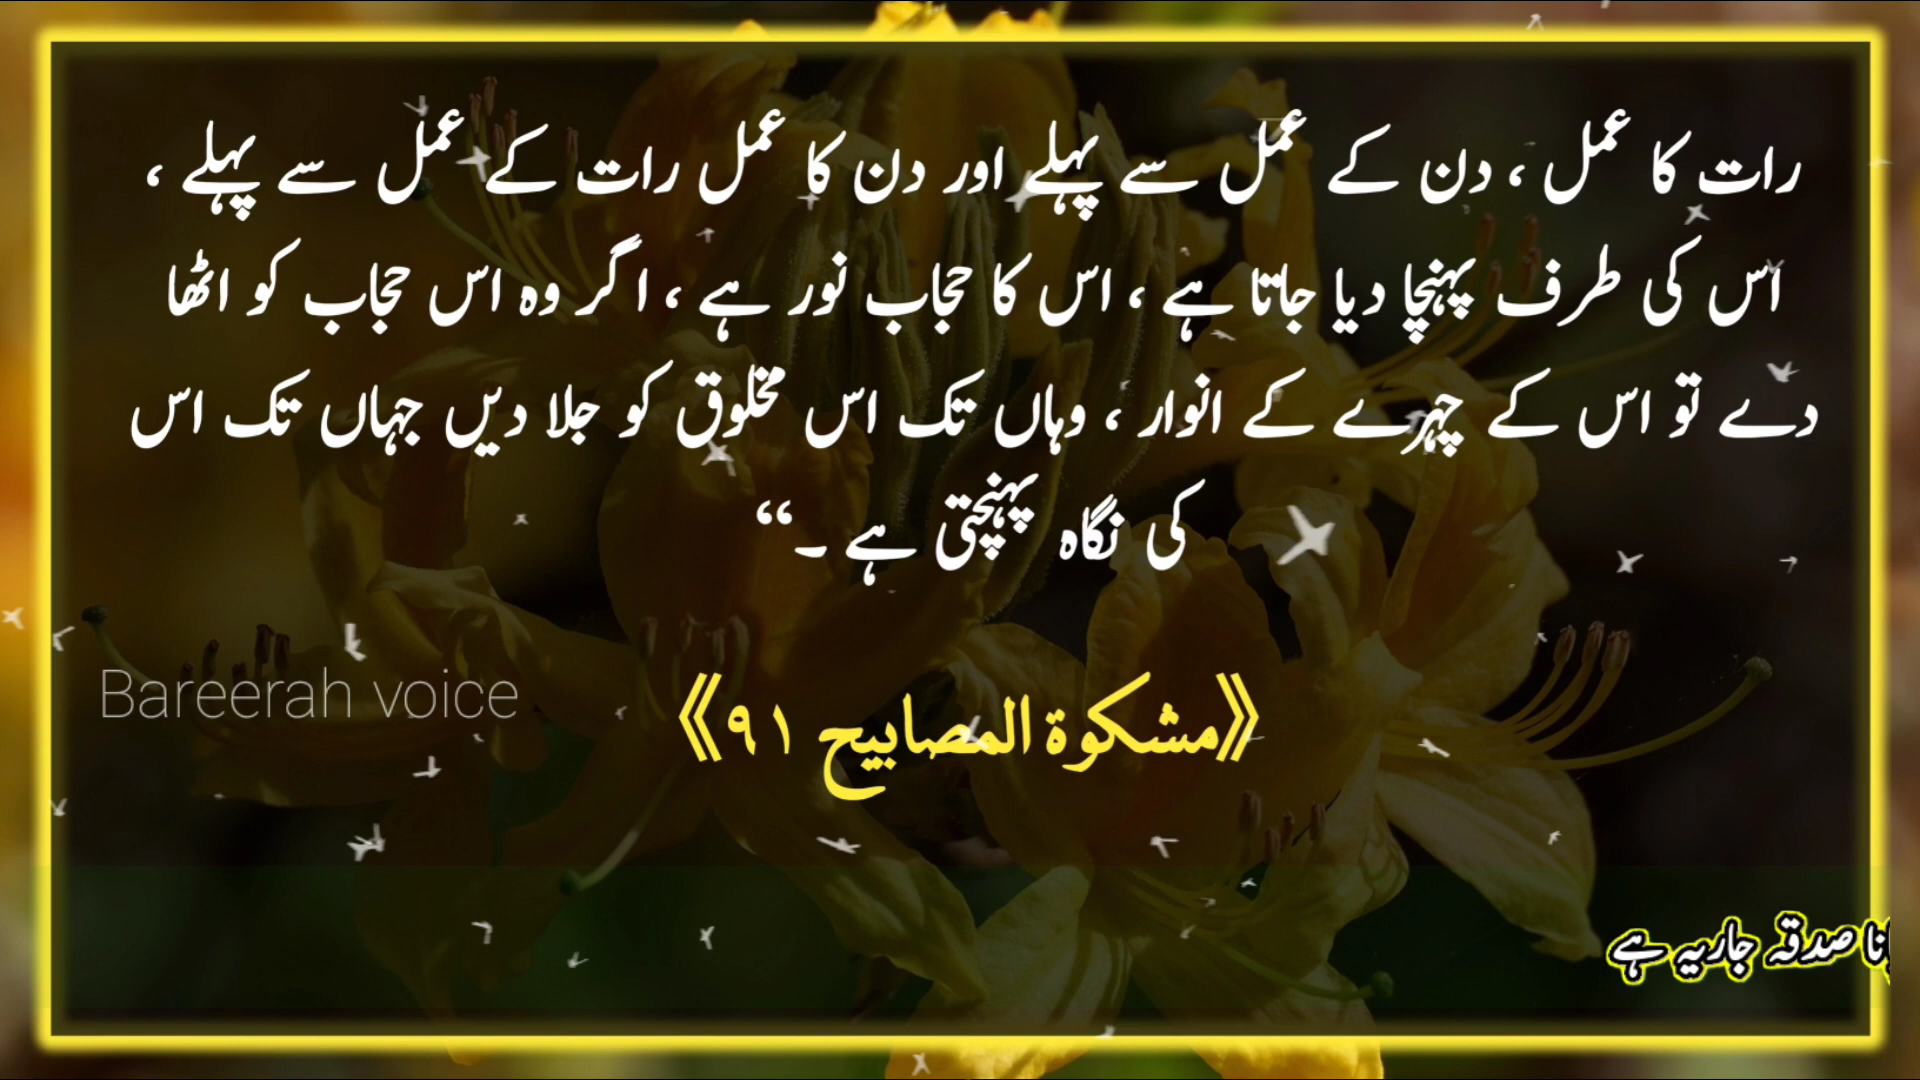 رات کا عمل ، دن کے عمل سے پہلے اور دن کا عمل رات کے عمل سے پہلے ،
اس کی طرف پہنچا دیا جاتا ہے ، اس کا حجاب نور ہے ، اگر وہ اس حجاب کو اٹھا
دے تو اس کے چہرے کے انوار ، وہاں تک اس مخلوق کو جلا دیں جہاں تک اس
کی نگاہ پہنچتی ہے ۔‘‘
Bareerah voice
《مشکوۃ المصابیح ۹۱》
صدقہ جاریہ ہے